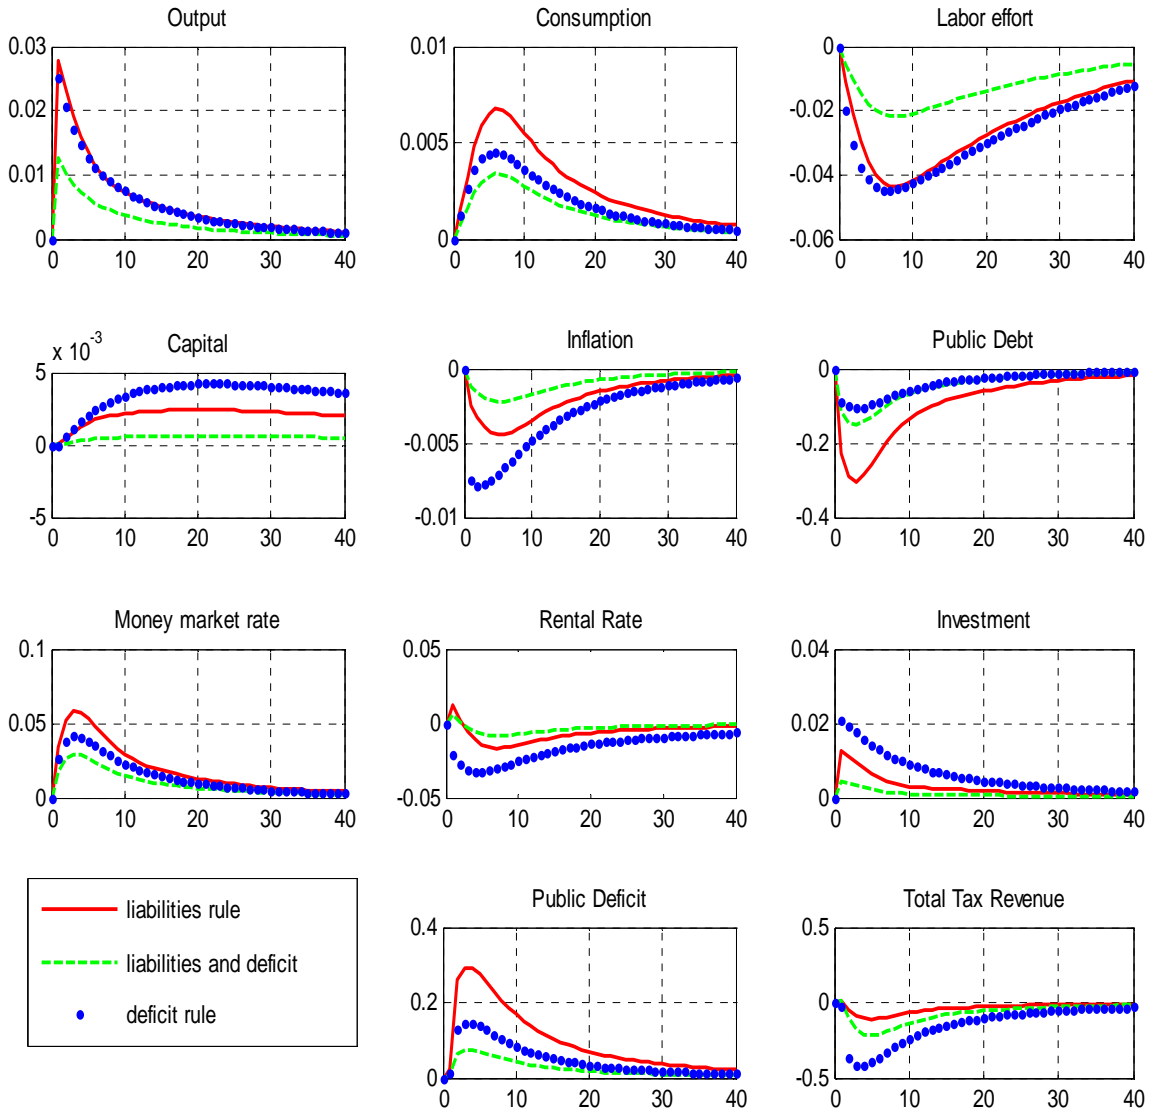 Output
Consumption
Labor effort
0.03
0.02
0.01
0
0 10 20 30 40
0.01
0.005
0
0 10 20 30 40
0
-0.02
-0.04
-0.06
0 10 20 30 40
Capital
Inflation
Public Debt
x 10^-3
5
0
-5
0 10 20 30 40
0
-0.005
-0.01
0 10 20 30 40
0
-0.2
-0.4
0 10 20 30 40
Money market rate
Rental Rate
Investment
0.1
0.05
0
0 10 20 30 40
0.05
0
-0.05
0 10 20 30 40
0.04
0.02
0
0 10 20 30 40
liabilities rule
liabilities and deficit
deficit rule
Public Deficit
Total Tax Revenue
0.4
0.2
0
0 10 20 30 40
0.5
0
-0.5
0 10 20 30 40